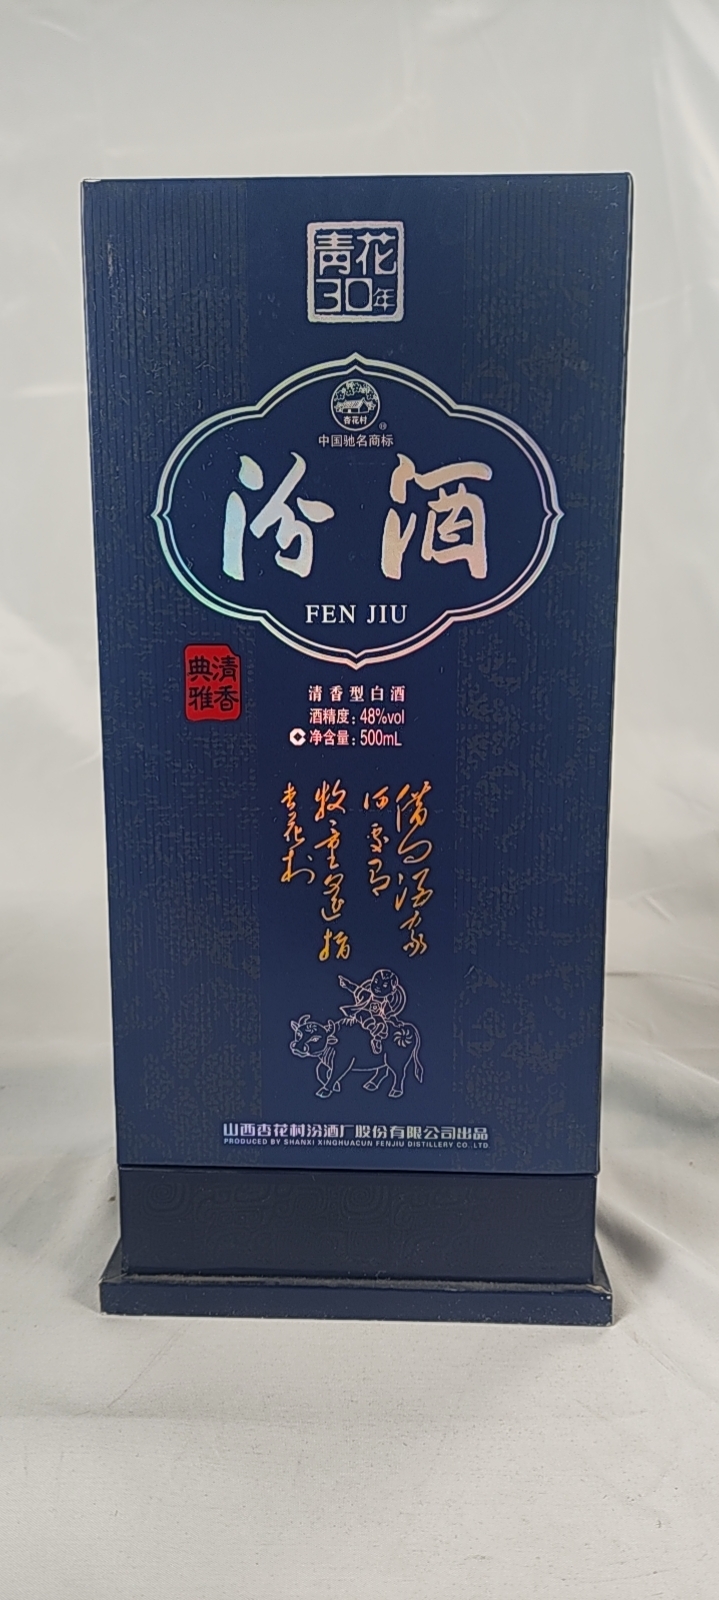 青花
30年
杏花村
®
中国驰名商标
汾酒
FEN JIU
清香
典雅
清香型白酒
酒精度：48%vol
净含量：500mL
借问酒家
何处有
牧童遥指
杏花村
山西杏花村汾酒厂股份有限公司出品
PRODUCED BY SHANXI XINGHUACUN FENJIU DISTILLERY CO.,LTD.